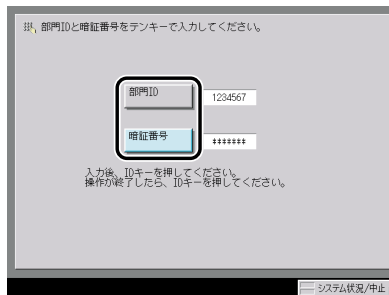 部門IDと暗証番号をテンキーで入力してください。
部門ID
1234567
暗証番号
*******
入力後、IDキーを押してください。
操作が終了したら、IDキーを押してください。
システム状況/中止